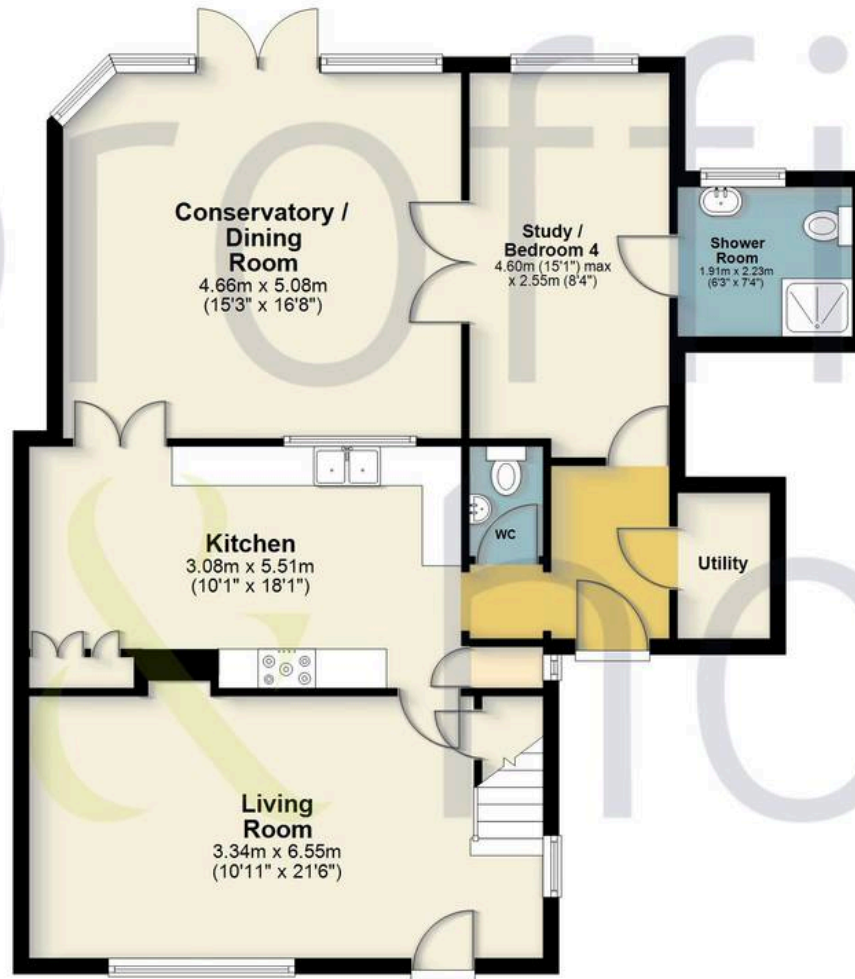 Conservatory /
Dining
Room
4.66m x 5.08m
(15'3" x 16'8")
Study /
Bedroom 4
4.60m (15'1") max
x 2.55m (8'4")
Shower
Room
1.91m x 2.23m
(6'3" x 7'4")
Kitchen
3.08m x 5.51m
(10'1" x 18'1")
WC
Utility
Living
Room
3.34m x 6.55m
(10'11" x 21'6")